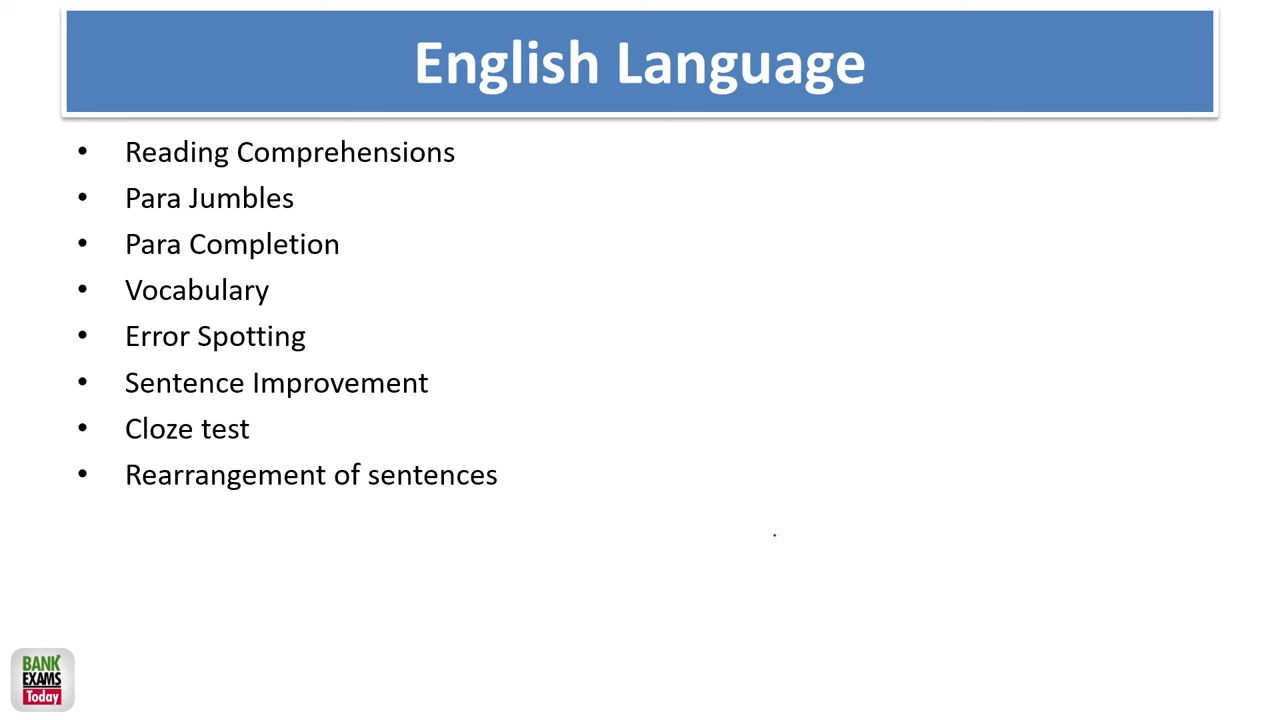 English Language
• Reading Comprehensions
• Para Jumbles
• Para Completion
• Vocabulary
• Error Spotting
• Sentence Improvement
• Cloze test
• Rearrangement of sentences
BANK
EXAMS
Today